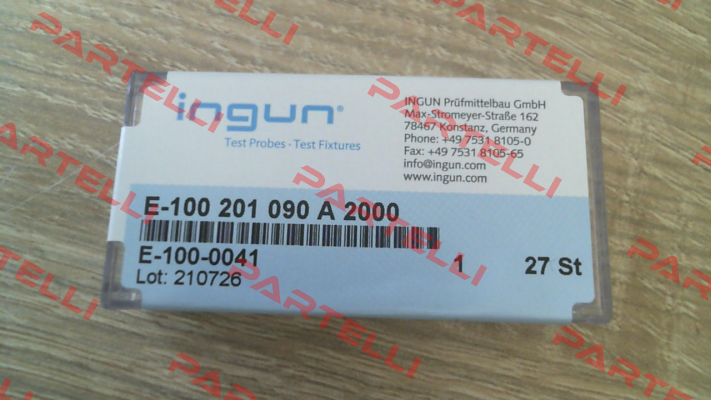 ingun®
Test Probes - Test Fixtures
INGUN Prüfmittelbau GmbH
Max-Stromeyer-Straße 162
78467 Konstanz, Germany
Phone: +49 7531 8105-0
Fax: +49 7531 8105-65
info@ingun.com
www.ingun.com
E-100 201 090 A 2000
E-100-0041
1
27 St
Lot: 210726
PARTELLI
PARTELLI
PARTELLI
PARTELLI
PARTELLI
PARTELLI
PARTELLI